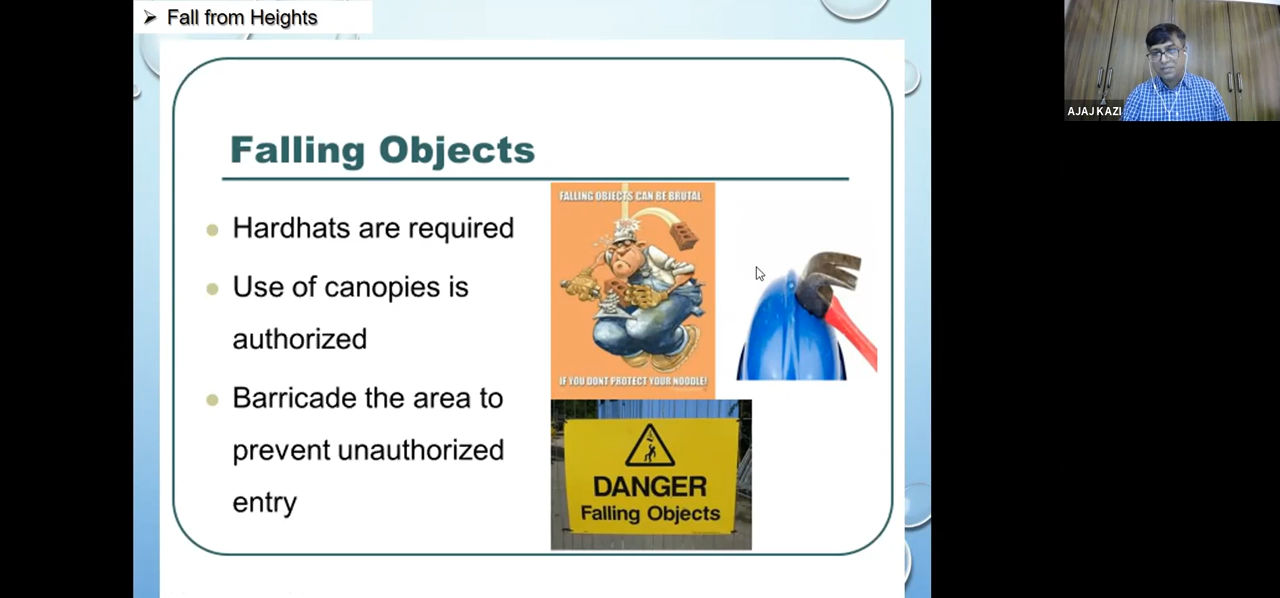 ➢ Fall from Heights
AJAJ KAZI
Falling Objects
• Hardhats are required
• Use of canopies is
authorized
• Barricade the area to
prevent unauthorized
entry
FALLING OBJECTS CAN BE BRUTAL
IF YOU DONT PROTECT YOUR NOODLE!
DANGER
Falling Objects